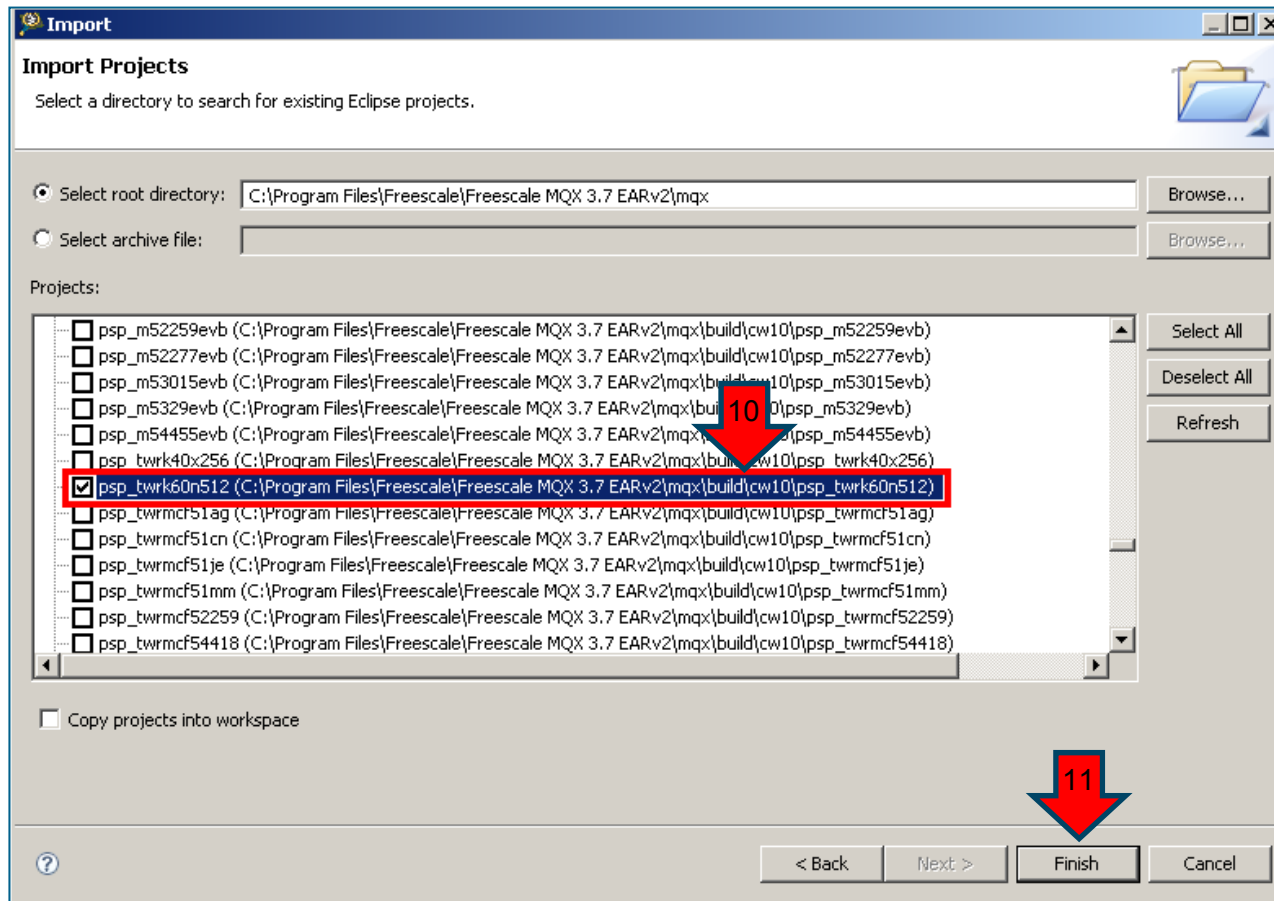 Import
Import Projects
Select a directory to search for existing Eclipse projects.
Select root directory: C:\Program Files\Freescale\Freescale MQX 3.7 EARv2\mqx Browse...
Select archive file: Browse...
Projects:
psp_m52259evb (C:\Program Files\Freescale\Freescale MQX 3.7 EARv2\mqx\build\cw10\psp_m52259evb) Select All
psp_m52277evb (C:\Program Files\Freescale\Freescale MQX 3.7 EARv2\mqx\build\cw10\psp_m52277evb)
psp_m53015evb (C:\Program Files\Freescale\Freescale MQX 3.7 EARv2\mqx\build\cw10\psp_m53015evb) Deselect All
psp_m5329evb (C:\Program Files\Freescale\Freescale MQX 3.7 EARv2\mqx\bui 10 0\psp_m5329evb)
psp_m54455evb (C:\Program Files\Freescale\Freescale MQX 3.7 EARv2\mqx\build\cw10\psp_m54455evb) Refresh
psp_twrk40x256 (C:\Program Files\Freescale\Freescale MQX 3.7 EARv2\mqx\build\cw10\psp_twrk40x256)
psp_twrk60n512 (C:\Program Files\Freescale\Freescale MQX 3.7 EARv2\mqx\build\cw10\psp_twrk60n512)
psp_twrmcf51ag (C:\Program Files\Freescale\Freescale MQX 3.7 EARv2\mqx\build\cw10\psp_twrmcf51ag)
psp_twrmcf51cn (C:\Program Files\Freescale\Freescale MQX 3.7 EARv2\mqx\build\cw10\psp_twrmcf51cn)
psp_twrmcf51je (C:\Program Files\Freescale\Freescale MQX 3.7 EARv2\mqx\build\cw10\psp_twrmcf51je)
psp_twrmcf51mm (C:\Program Files\Freescale\Freescale MQX 3.7 EARv2\mqx\build\cw10\psp_twrmcf51mm)
psp_twrmcf52259 (C:\Program Files\Freescale\Freescale MQX 3.7 EARv2\mqx\build\cw10\psp_twrmcf52259)
psp_twrmcf54418 (C:\Program Files\Freescale\Freescale MQX 3.7 EARv2\mqx\build\cw10\psp_twrmcf54418)
Copy projects into workspace
11
? < Back Next > Finish Cancel